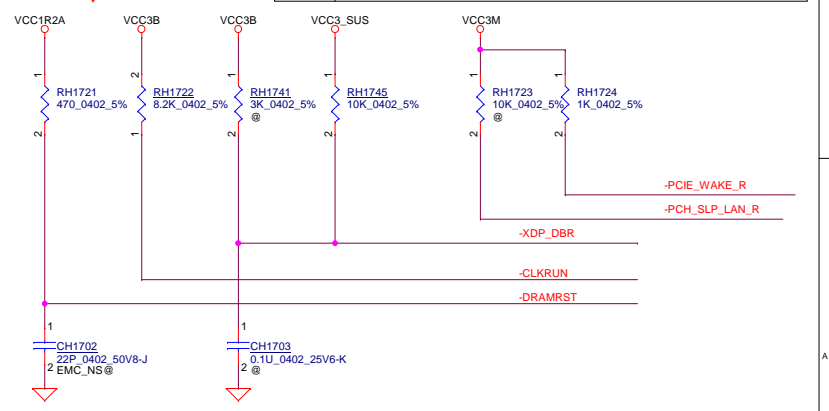 VCC1R2A
VCC3B
VCC3B
VCC3_SUS
VCC3M
1
2
1
1
1
1
RH1721
470_0402_5%
RH1722
8.2K_0402_5%
RH1741
3K_0402_5%
@
RH1745
10K_0402_5%
RH1723
10K_0402_5%
@
RH1724
1K_0402_5%
2
1
2
2
2
2
-PCIE_WAKE_R
-PCH_SLP_LAN_R
-XDP_DBR
-CLKRUN
-DRAMRST
1
CH1702
22P_0402_50V8-J
2
EMC_NS@
1
CH1703
0.1U_0402_25V6-K
2
@
A